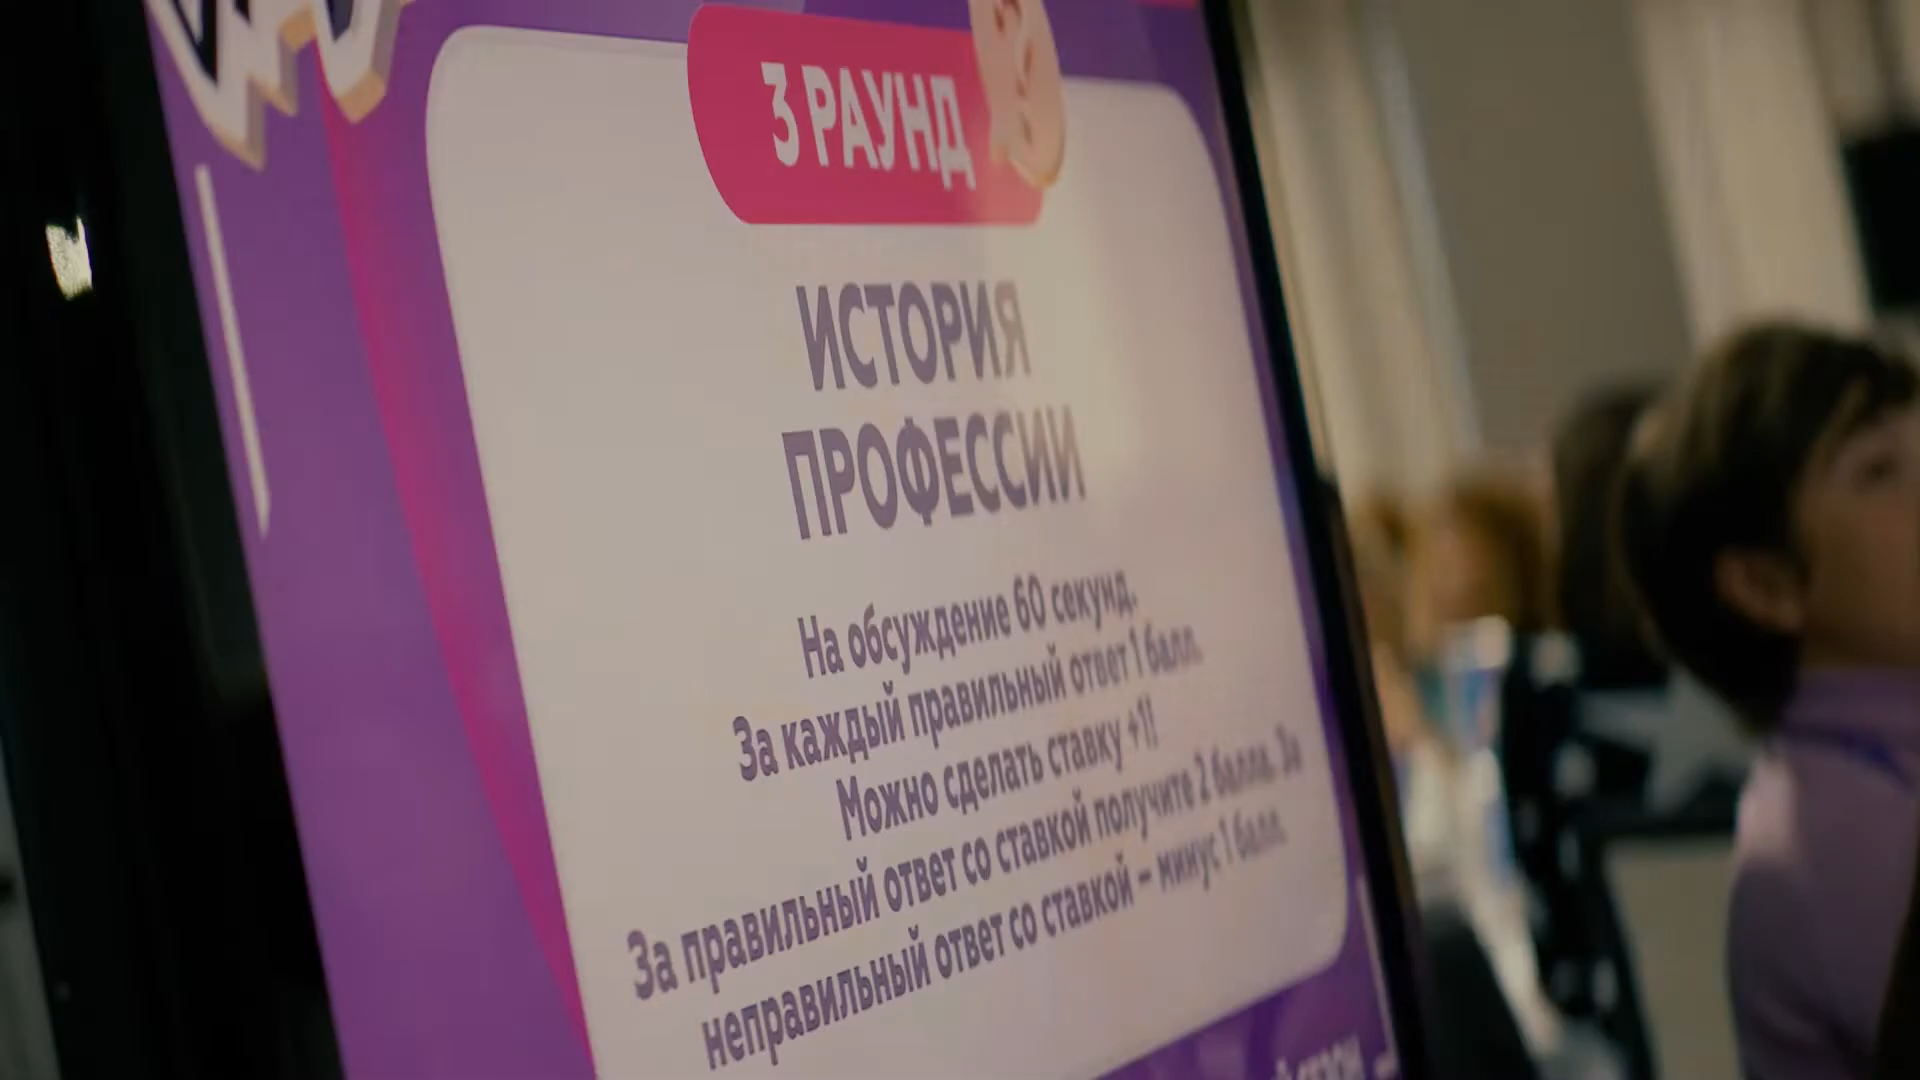 3 РАУНД
ИСТОРИЯ
ПРОФЕССИИ
На обсуждение 60 секунд.
За каждый правильный ответ 1 балл.
Можно сделать ставку +1!
За правильный ответ со ставкой получите 2 балла. За
неправильный ответ со ставкой – минус 1 балл.